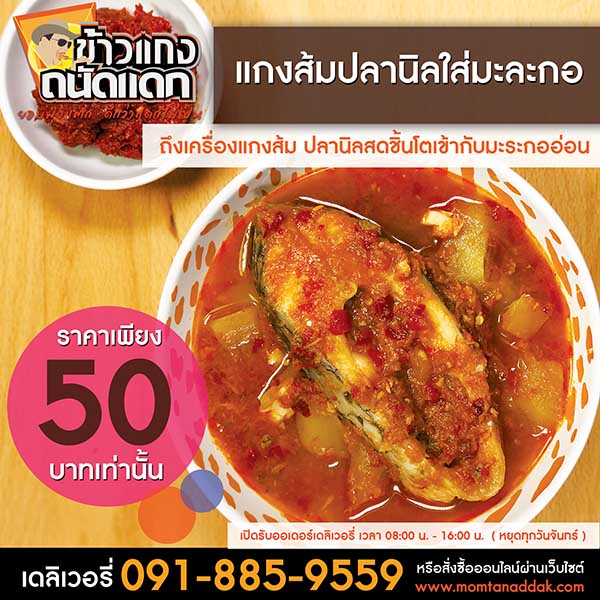 ข้าวแกง
ถนัดแดก
แกงส้มปลานิลใส่มะละกอ
ถึงเครื่องแกงส้ม ปลานิลสดชิ้นโตเข้ากับมะระกออ่อน
ราคาเพียง
50
บาทเท่านั้น
เปิดรับออเดอร์เดลิเวอรี่ เวลา 08:00 น. - 16:00 น. ( หยุดทุกวันจันทร์ )
เดลิเวอรี่ 091-885-9559
หรือสั่งซื้อออนไลน์ผ่านเว็บไซต์
www.momtanaddak.com